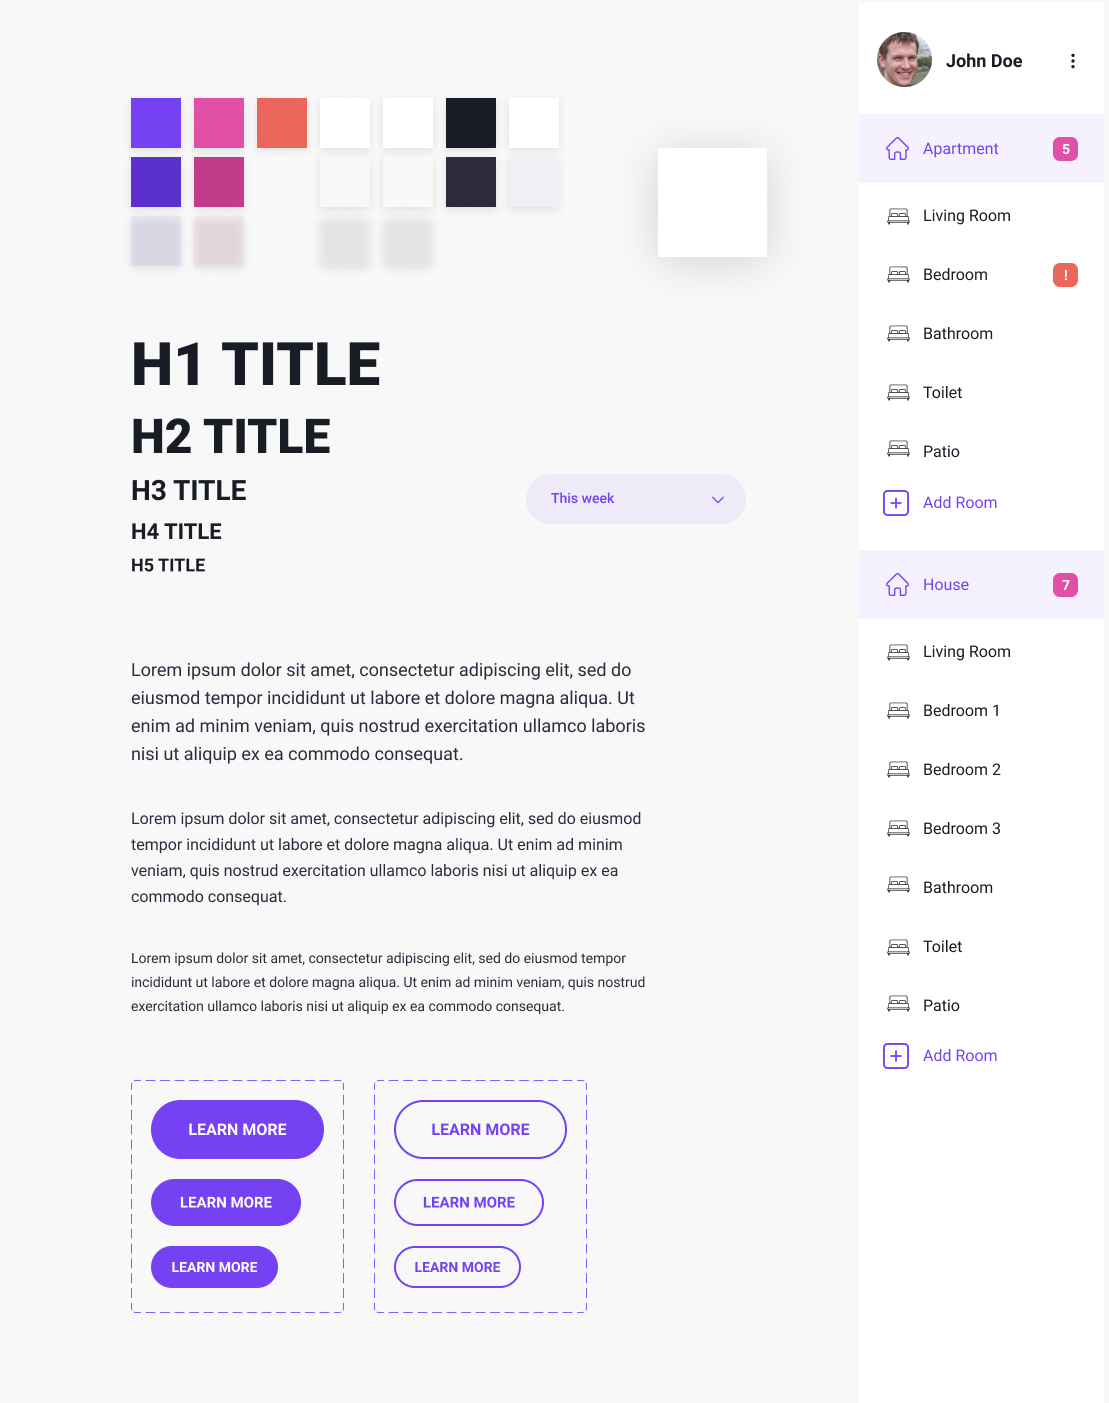 H1 TITLE
H2 TITLE
H3 TITLE
H4 TITLE
H5 TITLE
This week
Lorem ipsum dolor sit amet, consectetur adipiscing elit, sed do
eiusmod tempor incididunt ut labore et dolore magna aliqua. Ut
enim ad minim veniam, quis nostrud exercitation ullamco laboris
nisi ut aliquip ex ea commodo consequat.
Lorem ipsum dolor sit amet, consectetur adipiscing elit, sed do eiusmod
tempor incididunt ut labore et dolore magna aliqua. Ut enim ad minim
veniam, quis nostrud exercitation ullamco laboris nisi ut aliquip ex ea
commodo consequat.
Lorem ipsum dolor sit amet, consectetur adipiscing elit, sed do eiusmod tempor
incididunt ut labore et dolore magna aliqua. Ut enim ad minim veniam, quis nostrud
exercitation ullamco laboris nisi ut aliquip ex ea commodo consequat.
LEARN MORE
LEARN MORE
LEARN MORE
LEARN MORE
LEARN MORE
LEARN MORE
John Doe
Apartment 5
Living Room
Bedroom !
Bathroom
Toilet
Patio
Add Room
House 7
Living Room
Bedroom 1
Bedroom 2
Bedroom 3
Bathroom
Toilet
Patio
Add Room